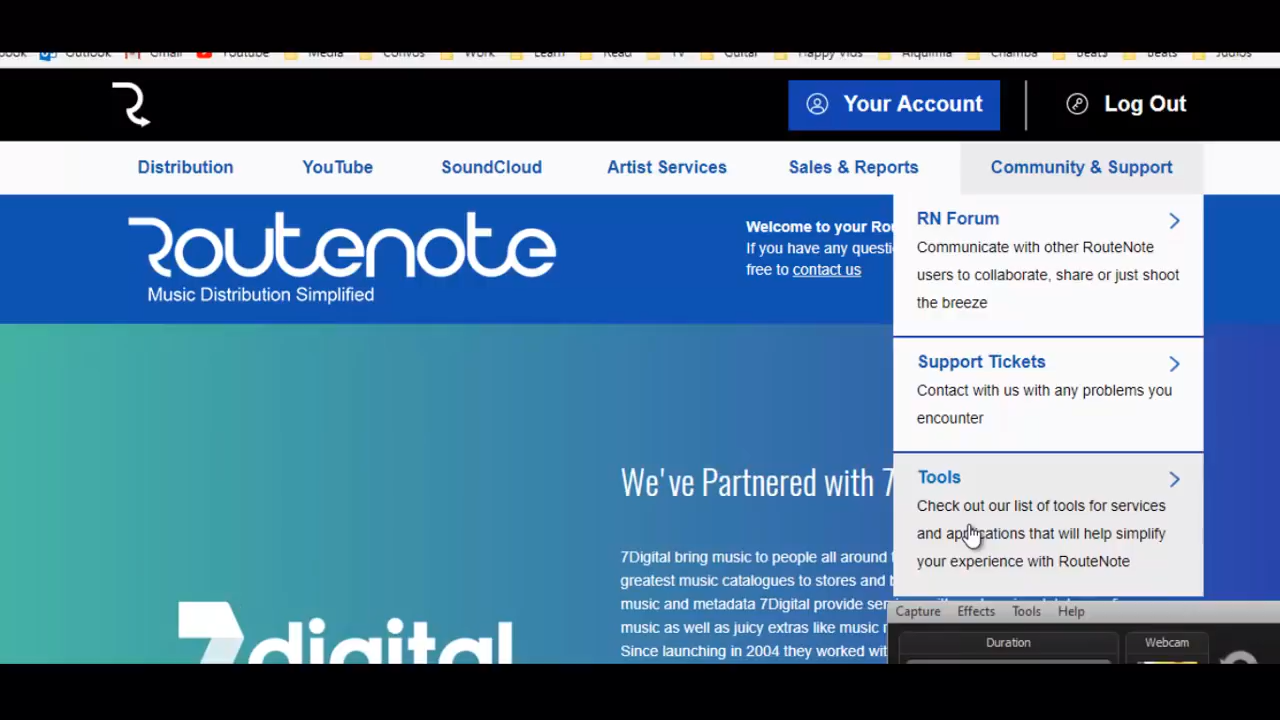 Outlook Gmail Youtube Media Convos Work Learn Read TV Guitar Happy Vids Alquimia Chamba Beats Beats Judios
Your Account
Log Out
Distribution
YouTube
SoundCloud
Artist Services
Sales & Reports
Community & Support
Routenote
Music Distribution Simplified
Welcome to your Rou
If you have any questi
free to contact us
RN Forum
Communicate with other RouteNote
users to collaborate, share or just shoot
the breeze
Support Tickets
Contact with us with any problems you
encounter
Tools
Check out our list of tools for services
and applications that will help simplify
your experience with RouteNote
We've Partnered with 7
7Digital bring music to people all around
greatest music catalogues to stores and
music and metadata 7Digital provide ser
music as well as juicy extras like music
Since launching in 2004 they worked wit
7digital
Capture Effects Tools Help
Duration
Webcam